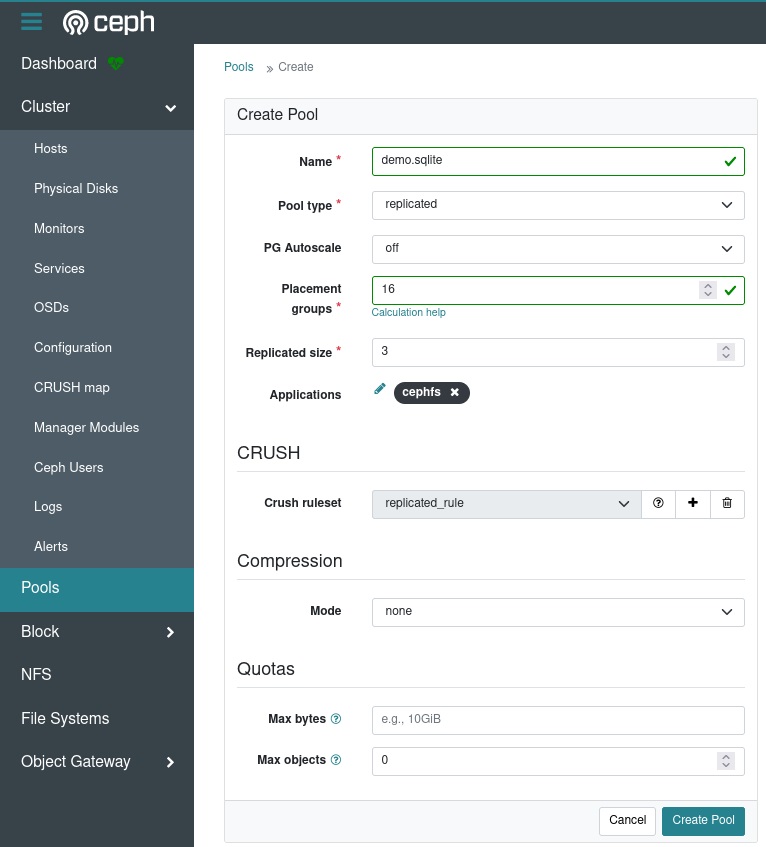 ceph
Dashboard
Cluster
Hosts
Physical Disks
Monitors
Services
OSDs
Configuration
CRUSH map
Manager Modules
Ceph Users
Logs
Alerts
Pools
Block
NFS
File Systems
Object Gateway
Pools » Create
Create Pool
Name * demo.sqlite
Pool type * replicated
PG Autoscale off
Placement
groups * 16
Calculation help
Replicated size * 3
Applications cephfs
CRUSH
Crush ruleset replicated_rule
Compression
Mode none
Quotas
Max bytes e.g., 10GiB
Max objects 0
Cancel Create Pool